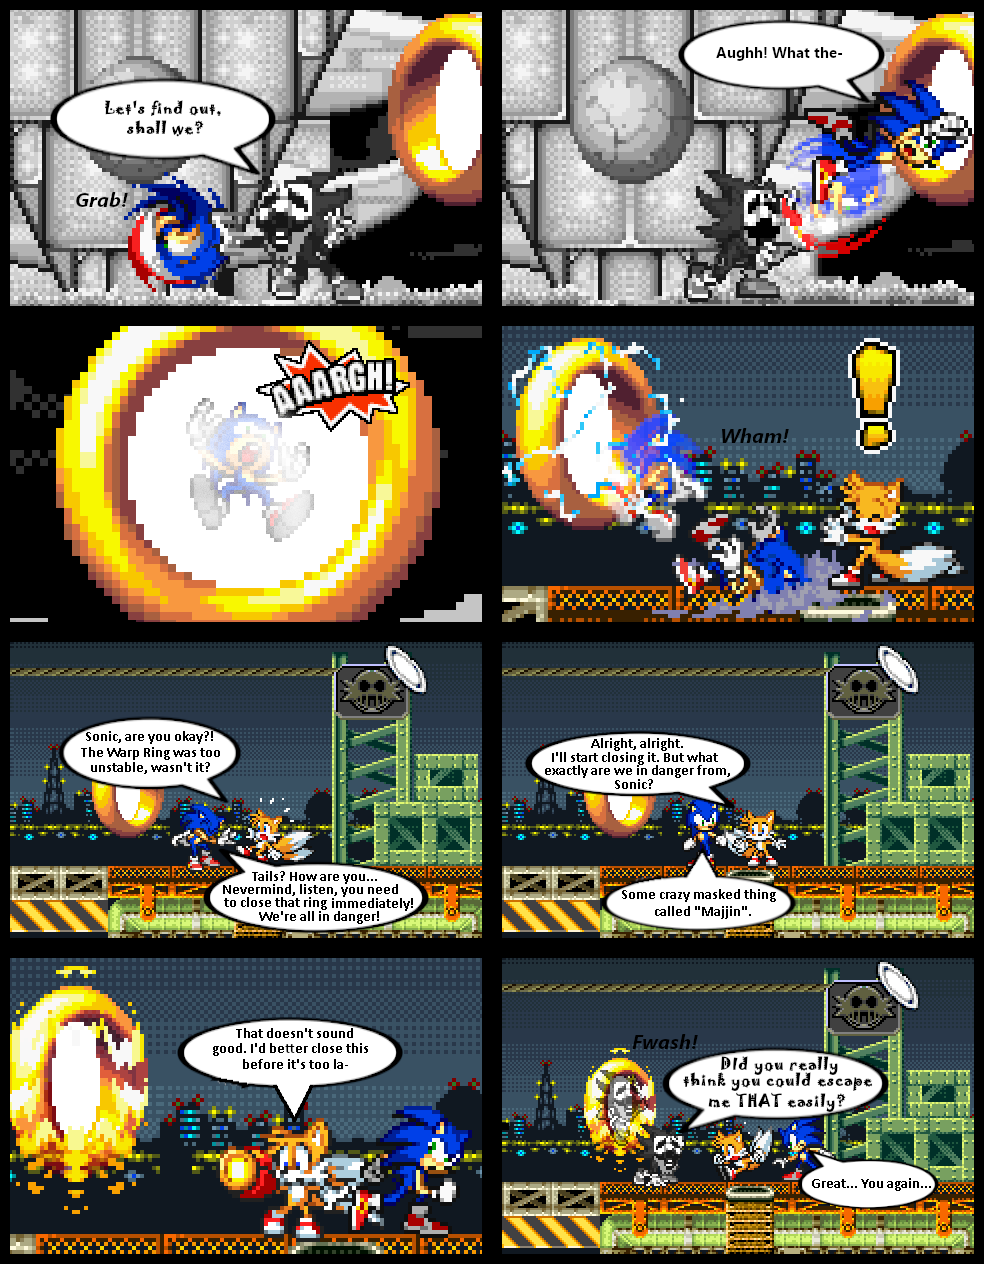 Let's find out,
shall we?
Grab!
Aughh! What the-
AAARGH!
Wham!
!
Sonic, are you okay?!
The Warp Ring was too
unstable, wasn't it?
Tails? How are you...
Nevermind, listen, you need
to close that ring immediately!
We're all in danger!
Alright, alright.
I'll start closing it. But what
exactly are we in danger from,
Sonic?
Some crazy masked thing
called "Majjin".
That doesn't sound
good. I'd better close this
before it's too la-
Fwash!
Did you really
think you could escape
me THAT easily?
Great... You again...